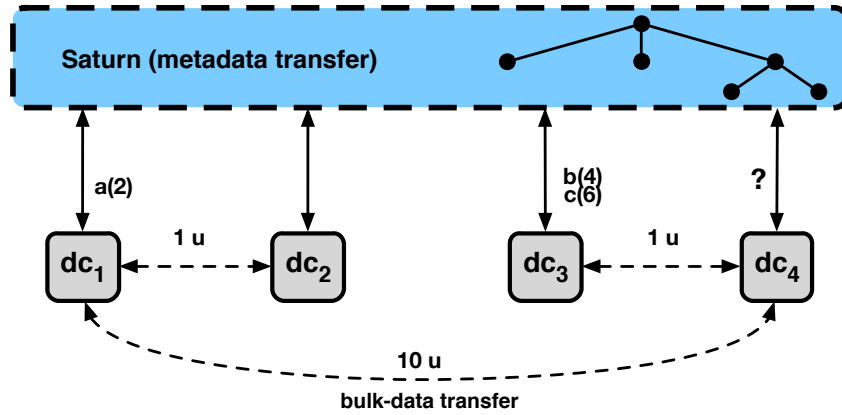 Saturn (metadata transfer)
a(2)
b(4)
c(6)
?
1 u
1 u
dc1
dc2
dc3
dc4
10 u
bulk-data transfer